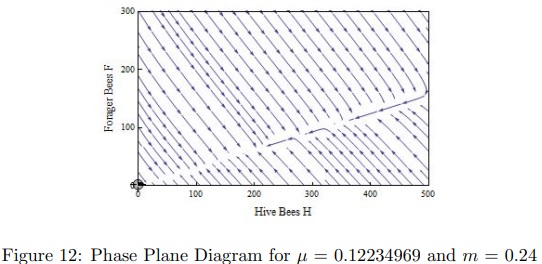 300
200
100
0
Forager Bees F
0 100 200 300 400 500
Hive Bees H
Figure 12: Phase Plane Diagram for μ = 0.12234969 and m = 0.24